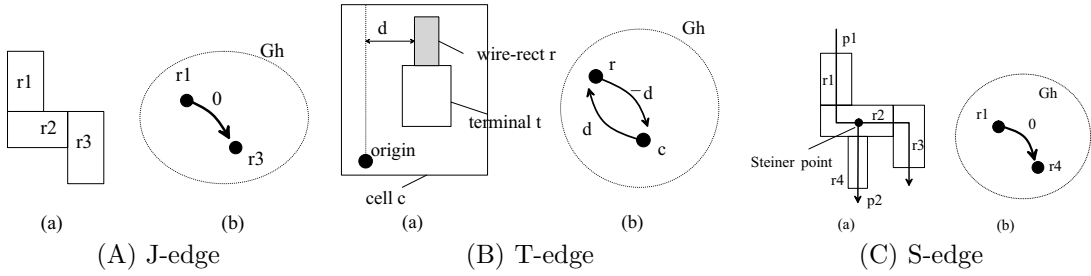 r1
r2
r3
(a)
Gh
r1
0
r3
(b)
(A) J-edge
d
wire-rect r
terminal t
origin
cell c
(a)
Gh
r
−d
d
c
(b)
(B) T-edge
p1
r1
r2
r3
Steiner point
r4
p2
(a)
Gh
r1
0
r4
(b)
(C) S-edge